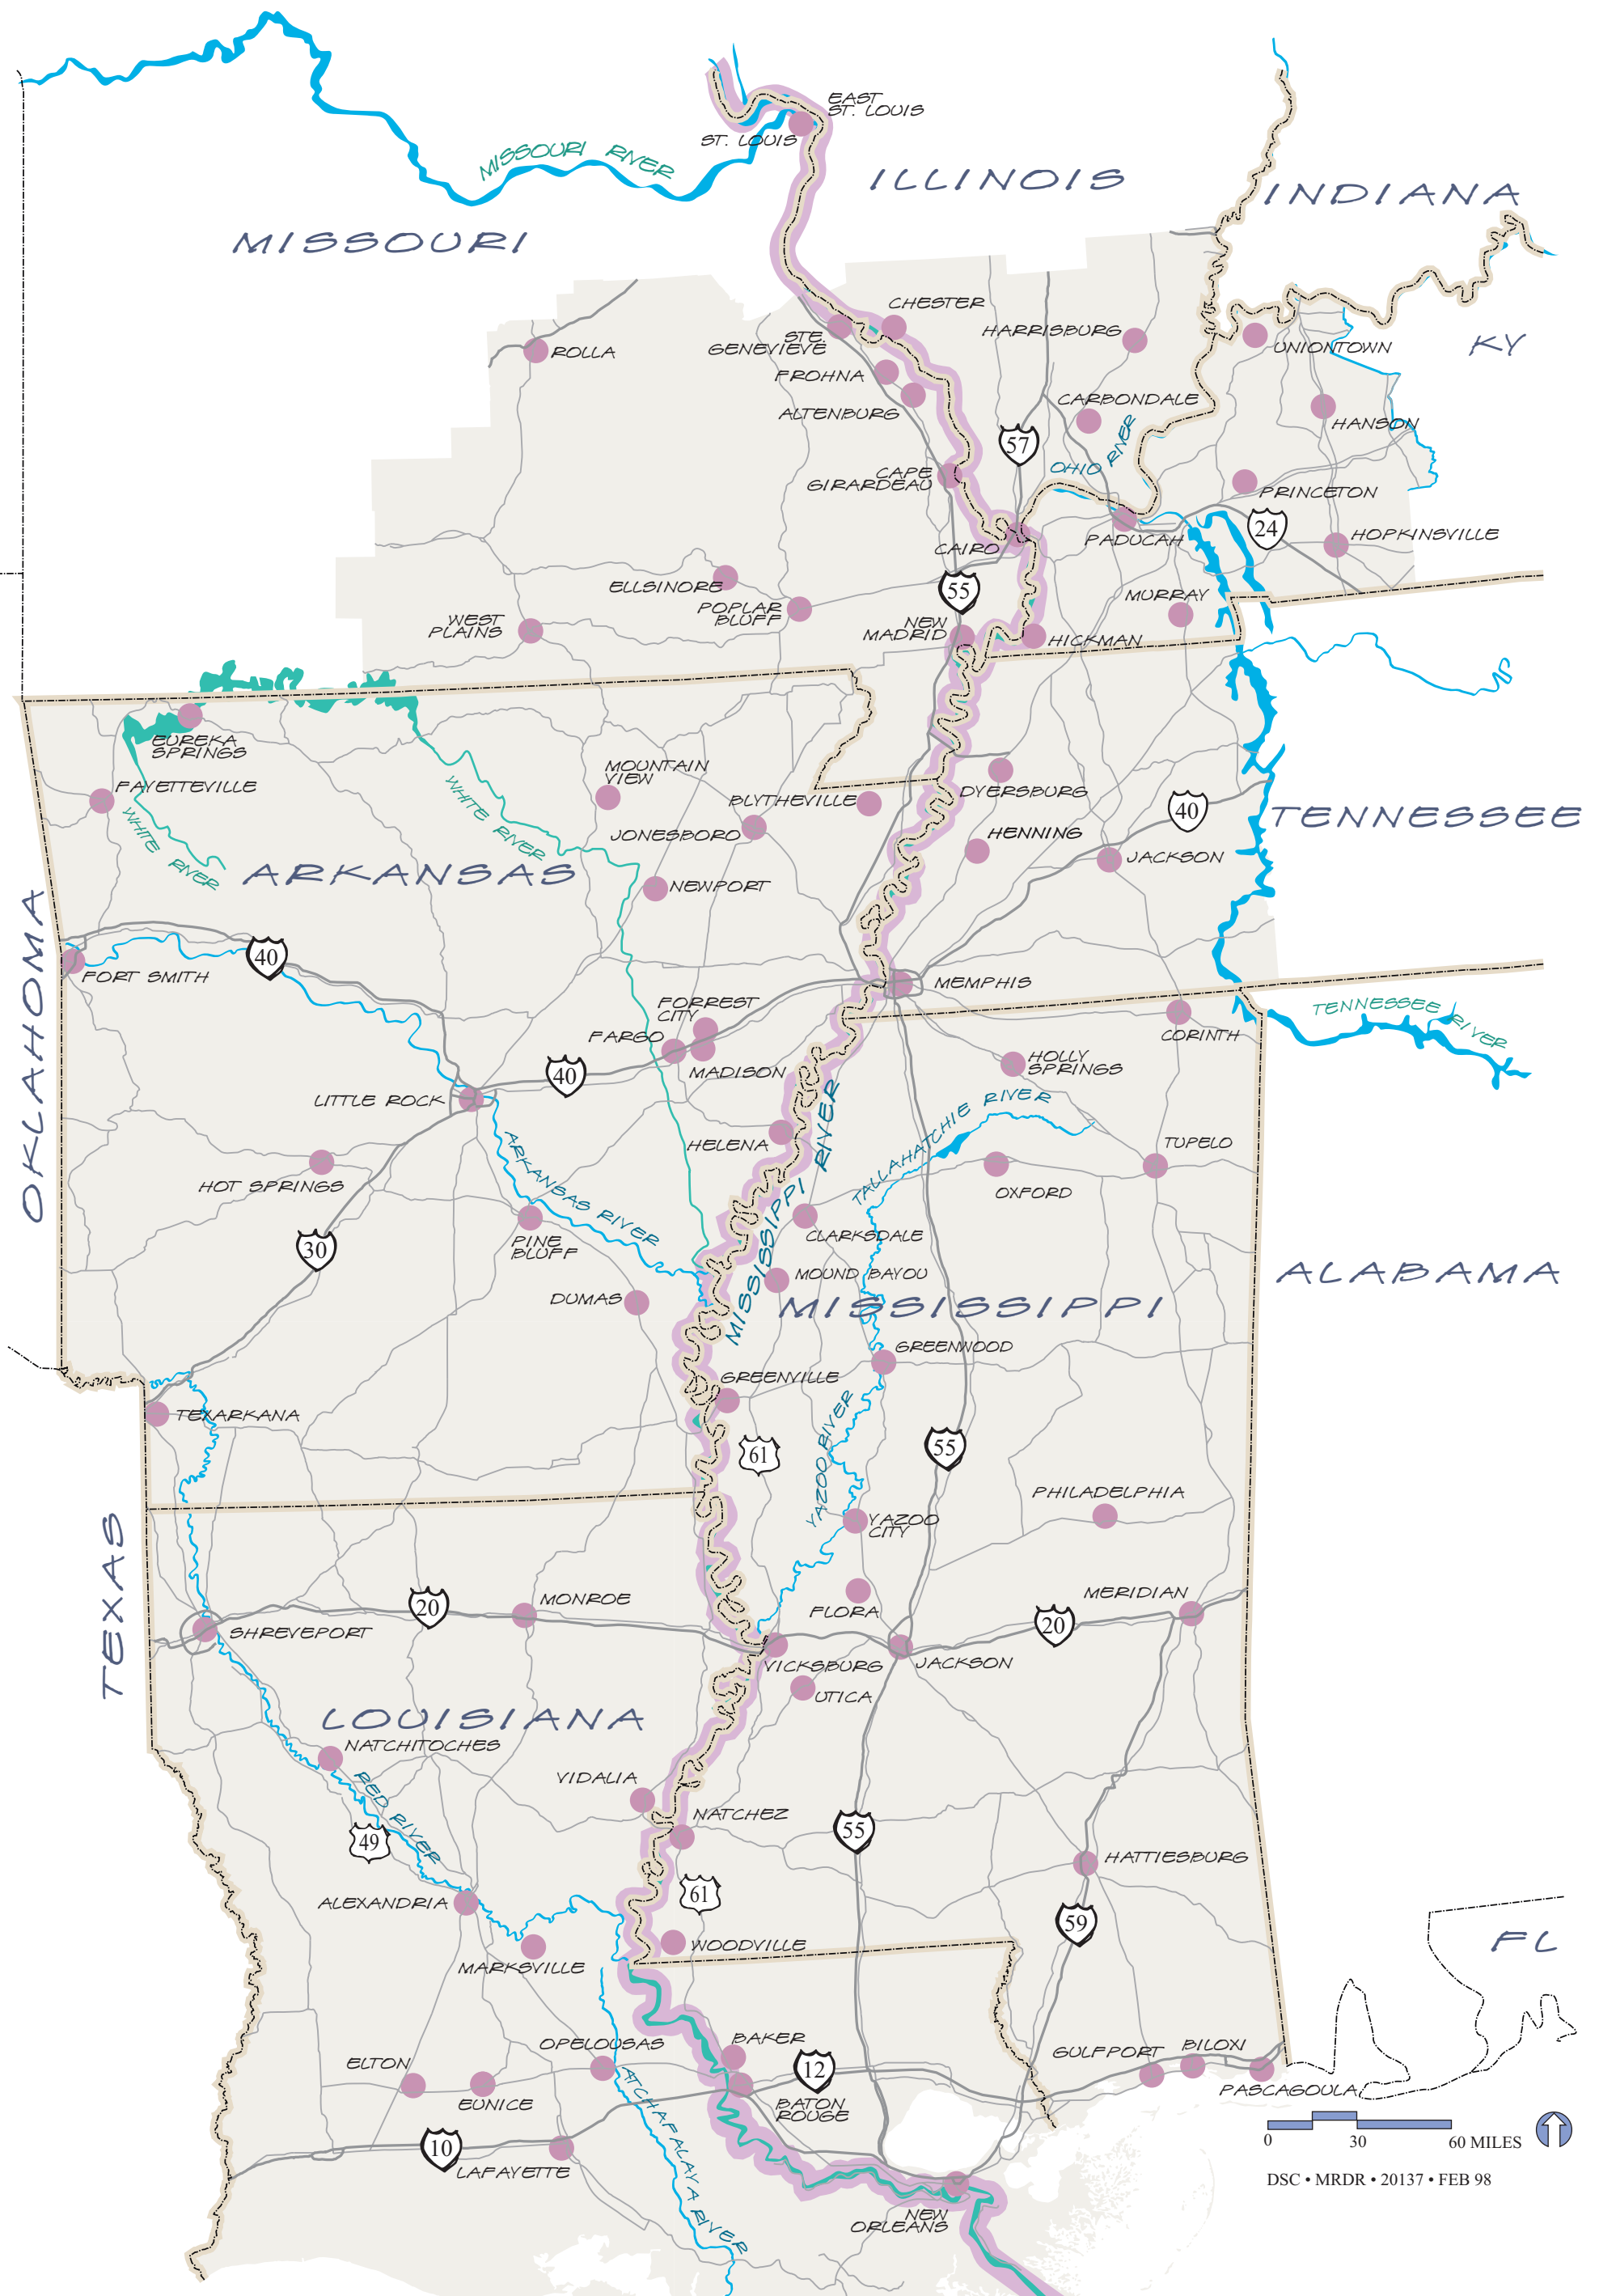 EAST
ST. LOUIS
ST. LOUIS
MISSOURI RIVER
ILLINOIS
INDIANA
MISSOURI
CHESTER
STE.
GENEVIEVE
HARRISBURG
UNIONTOWN
KY
ROLLA
FROHNA
ALTENBURG
CARBONDALE
HANSON
57
OHIO RIVER
CAPE
GIRARDEAU
PRINCETON
24
CAIRO
PADUCAH
HOPKINSVILLE
ELLSINORE
55
POPLAR
BLUFF
MURRAY
WEST
PLAINS
NEW
MADRID
HICKMAN
EUREKA
SPRINGS
FAYETTEVILLE
MOUNTAIN
VIEW
WHITE RIVER
WHITE RIVER
BLYTHEVILLE
DYERSBURG
40
TENNESSEE
JONESBORO
HENNING
JACKSON
ARKANSAS
NEWPORT
OKLAHOMA
40
FORT SMITH
MEMPHIS
FORREST
CITY
TENNESSEE RIVER
FARGO
CORINTH
MADISON
HOLLY
SPRINGS
40
LITTLE ROCK
TALLAHATCHIE RIVER
HELENA
TUPELO
ARKANSAS RIVER
MISSISSIPPI RIVER
HOT SPRINGS
OXFORD
30
PINE
BLUFF
CLARKSDALE
MOUND BAYOU
ALABAMA
DUMAS
MISSISSIPPI
GREENWOOD
GREENVILLE
TEXARKANA
YAZOO RIVER
61
55
PHILADELPHIA
YAZOO
CITY
TEXAS
20
MONROE
FLORA
MERIDIAN
20
SHREVEPORT
VICKSBURG
JACKSON
UTICA
LOUISIANA
NATCHITOCHES
VIDALIA
RED RIVER
NATCHEZ
49
55
HATTIESBURG
ALEXANDRIA
61
59
WOODVILLE
FL
MARKSVILLE
BAKER
OPELOUSAS
ELTON
12
GULFPORT
BILOXI
EUNICE
BATON
ROUGE
PASCAGOULA
ATCHAFALAYA RIVER
10
LAFAYETTE
0 30 60 MILES
DSC • MRDR • 20137 • FEB 98
NEW
ORLEANS